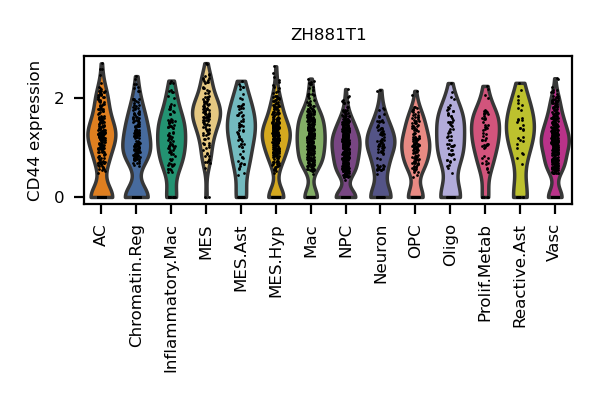 ZH881T1
CD44 expression
2
0
AC
Chromatin.Reg
Inflammatory.Mac
MES
MES.Ast
MES.Hyp
Mac
NPC
Neuron
OPC
Oligo
Prolif.Metab
Reactive.Ast
Vasc